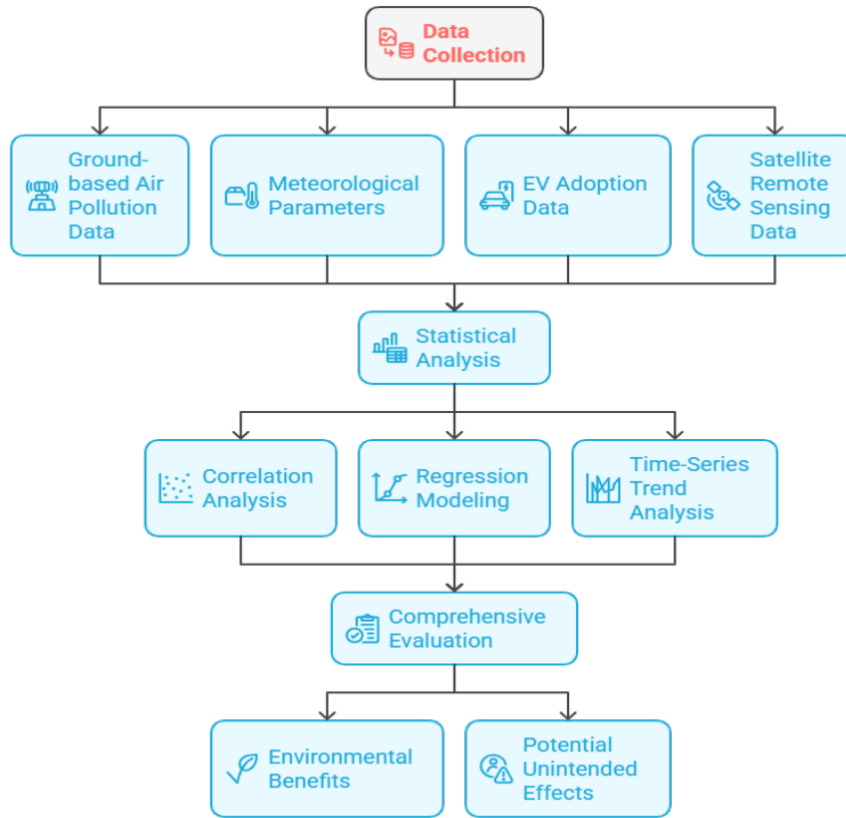 Data
Collection
Ground-
based Air
Pollution
Data
Meteorological
Parameters
EV Adoption
Data
Satellite
Remote
Sensing
Data
Statistical
Analysis
Correlation
Analysis
Regression
Modeling
Time-Series
Trend
Analysis
Comprehensive
Evaluation
Environmental
Benefits
Potential
Unintended
Effects